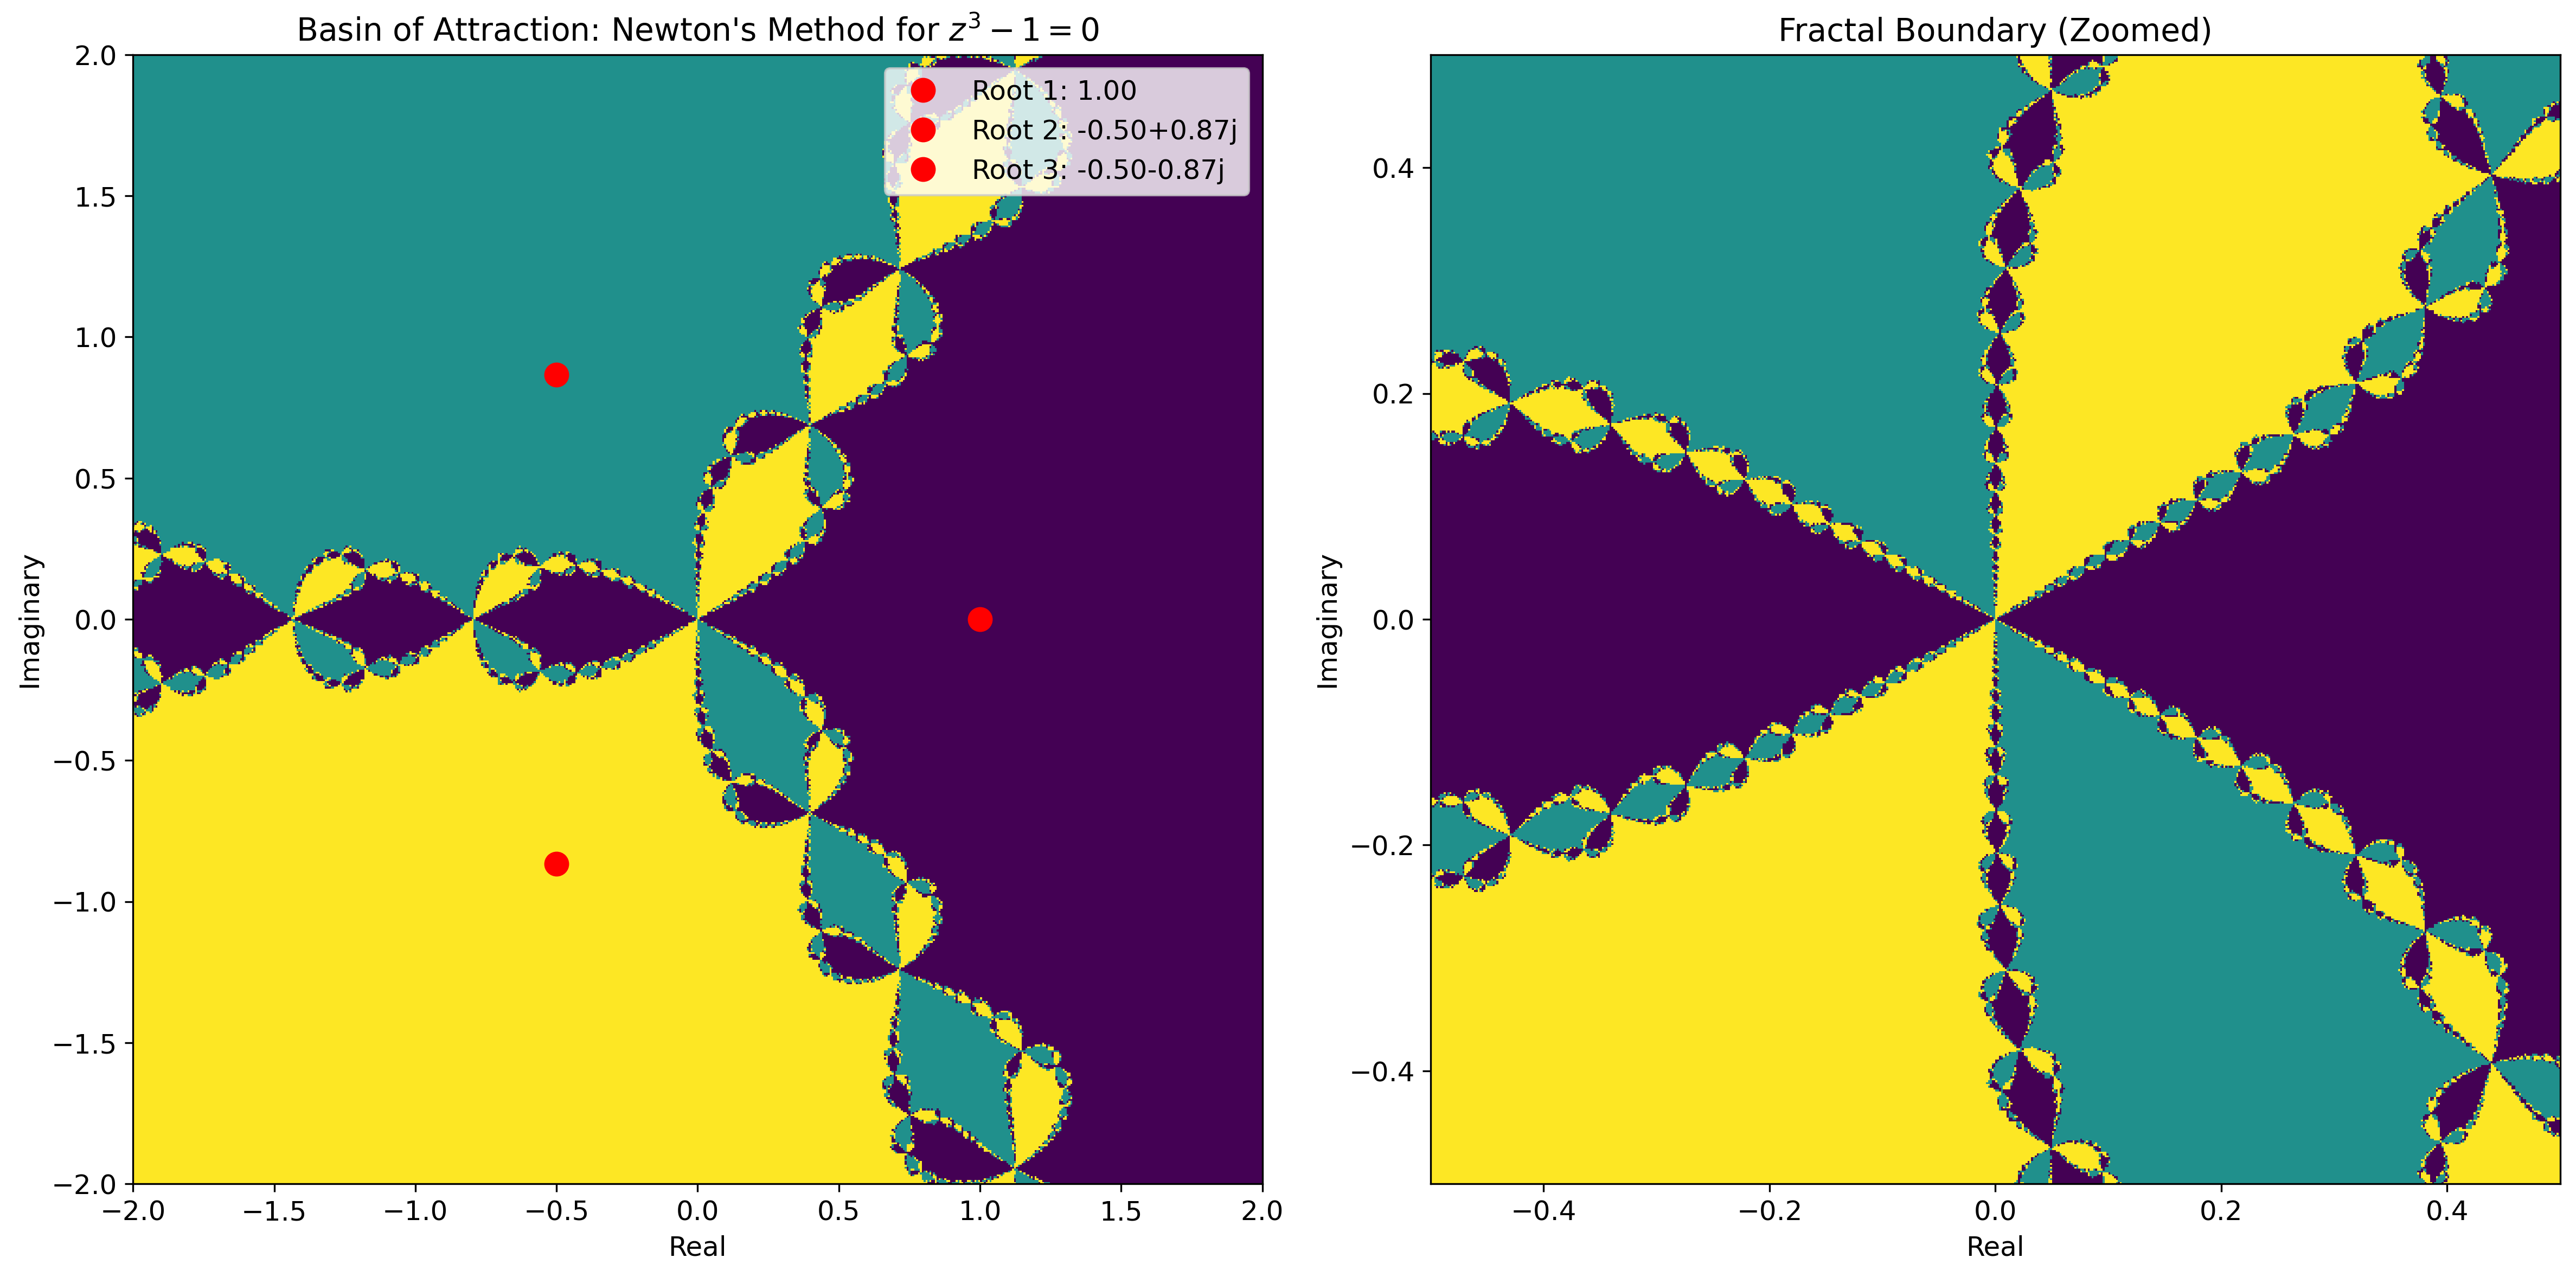 Basin of Attraction: Newton's Method for $z^3 - 1 = 0$
Root 1: 1.00
Root 2: -0.50+0.87j
Root 3: -0.50-0.87j
2.0
1.5
1.0
0.5
0.0
−0.5
−1.0
−1.5
−2.0
Imaginary
−2.0 −1.5 −1.0 −0.5 0.0 0.5 1.0 1.5 2.0
Real
Fractal Boundary (Zoomed)
0.4
0.2
0.0
−0.2
−0.4
Imaginary
−0.4 −0.2 0.0 0.2 0.4
Real